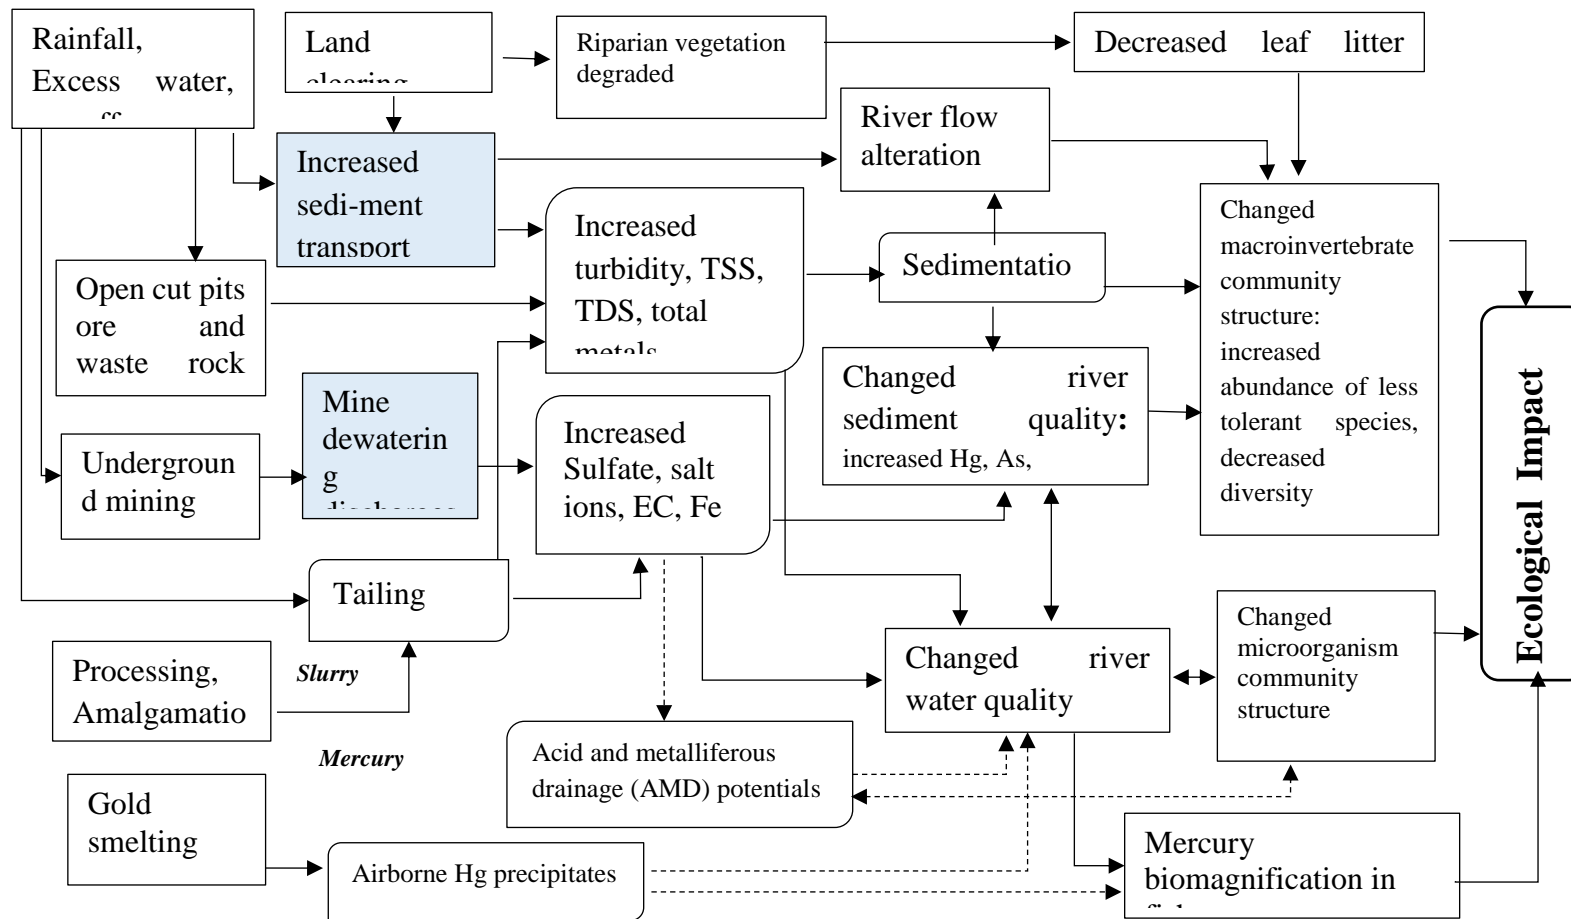 Rainfall,
Excess water,
Land
Riparian vegetation
degraded
Decreased leaf litter
River flow
alteration
Increased
sedi-ment
transport
Increased
turbidity, TSS,
TDS, total
metals
Sedimentatio
Changed
macroinvertebrate
community
structure:
increased
abundance of less
tolerant species,
decreased
diversity
Open cut pits
ore and
waste rock
Changed river
sediment quality:
increased Hg, As,
Ecological Impact
Mine
dewaterin
g
Increased
Sulfate, salt
ions, EC, Fe
Undergroun
d mining
Tailing
Processing,
Amalgamatio
Slurry
Mercury
Changed river
water quality
Changed
microorganism
community
structure
Acid and metalliferous
drainage (AMD) potentials
Gold
smelting
Airborne Hg precipitates
Mercury
biomagnification in